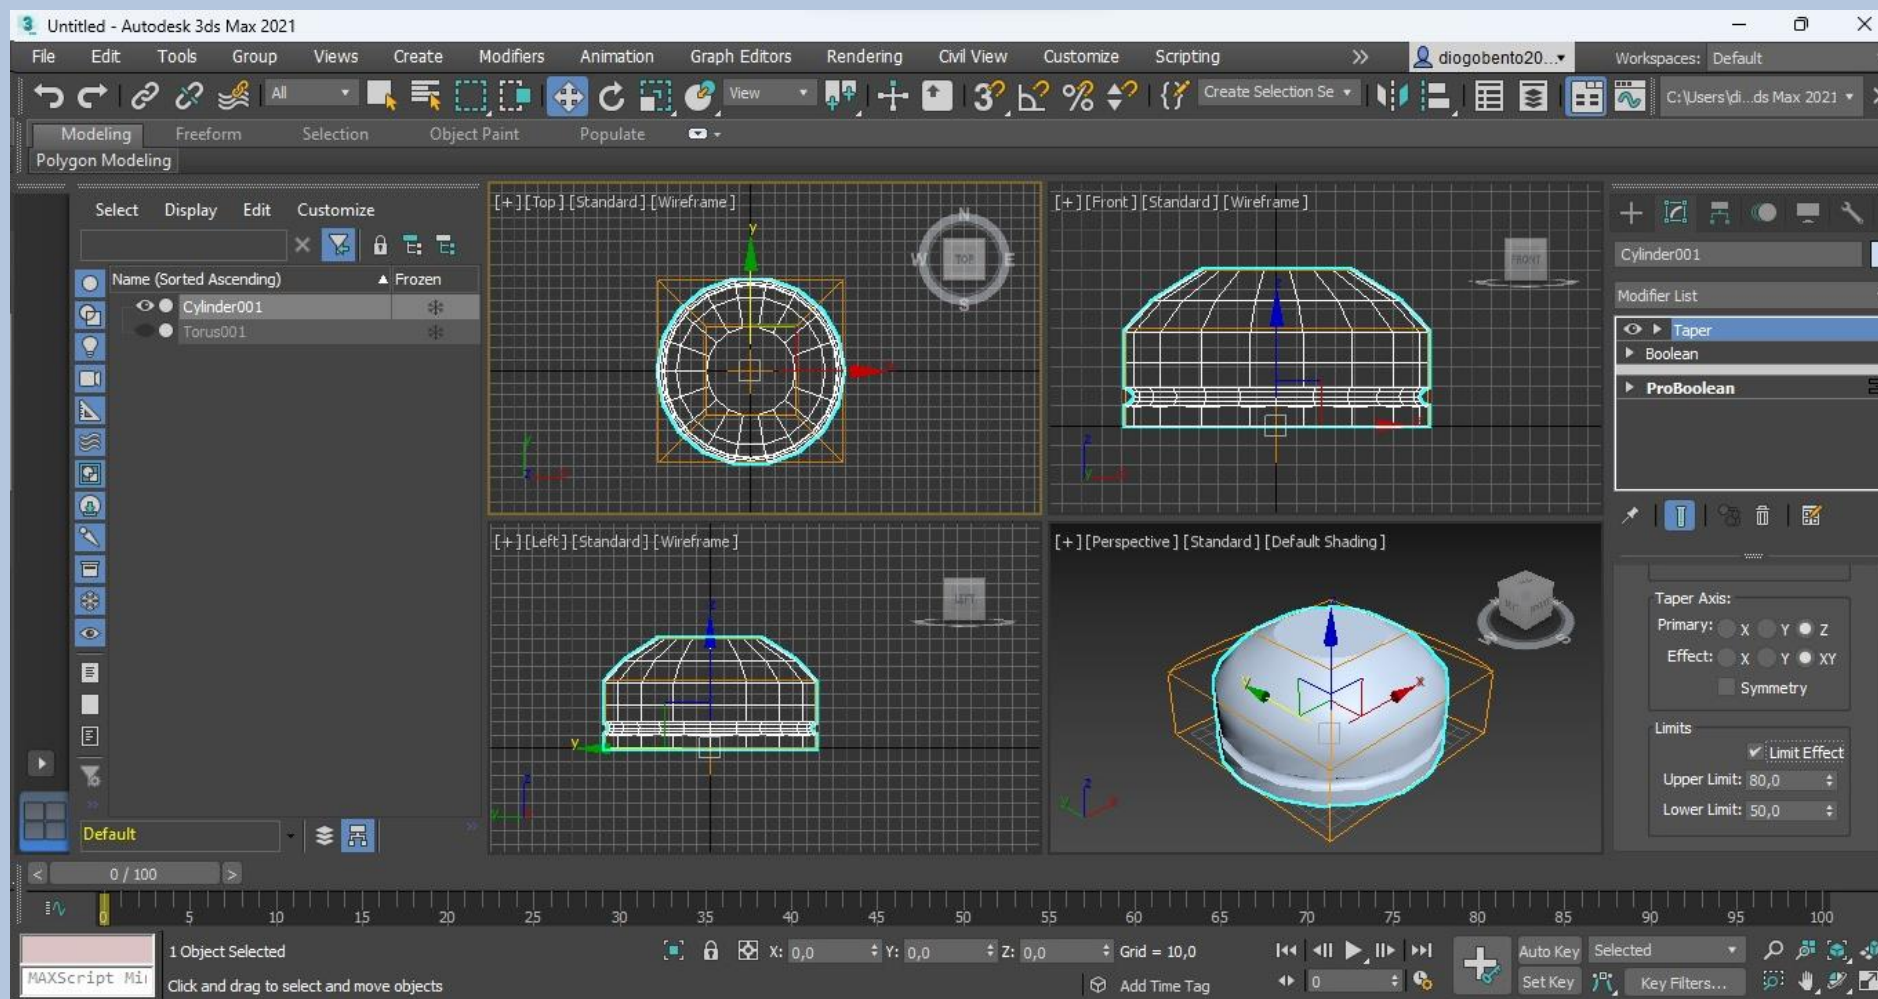 Untitled - Autodesk 3ds Max 2021
File Edit Tools Group Views Create Modifiers Animation Graph Editors Rendering Civil View Customize Scripting diogobento20... Workspaces: Default
All View Create Selection Se C:\Users\di...ds Max 2021
Modeling Freeform Selection Object Paint Populate
Polygon Modeling
Select Display Edit Customize
Name (Sorted Ascending) Frozen
Cylinder001
Torus001
Default
[+] [Top] [Standard] [Wireframe]
N
W TOP E
S
y
[+] [Front] [Standard] [Wireframe]
FRONT
[+] [Left] [Standard] [Wireframe]
LEFT
z
y
[+] [Perspective] [Standard] [Default Shading]
Cylinder001
Modifier List
Taper
Boolean
ProBoolean
Taper Axis:
Primary: X Y Z
Effect: X Y XY
Symmetry
Limits
Limit Effect
Upper Limit: 80,0
Lower Limit: 50,0
< 0 / 100 >
0 5 10 15 20 25 30 35 40 45 50 55 60 65 70 75 80 85 90 95 100
1 Object Selected X: 0,0 Y: 0,0 Z: 0,0 Grid = 10,0 Auto Key Selected
MAXScript Mi Click and drag to select and move objects Add Time Tag 0 Set Key Key Filters...